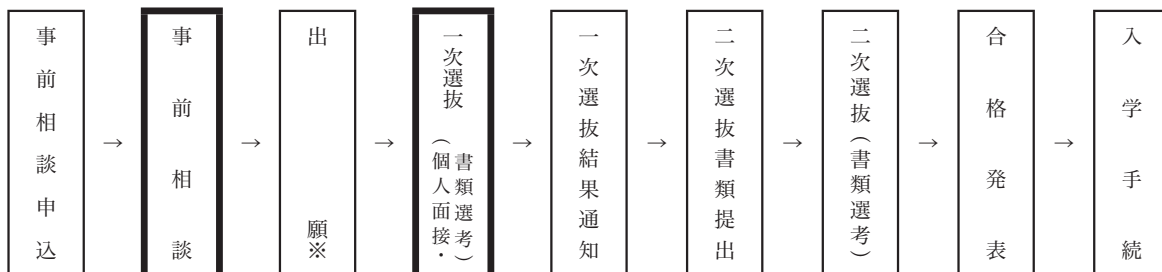 事前相談申込
→
事前相談
→
出願※
→
一次選抜
（個人面接・
書類選考）
→
一次選抜結果通知
→
二次選抜書類提出
→
二次選抜（書類選考）
→
合格発表
→
入学手続